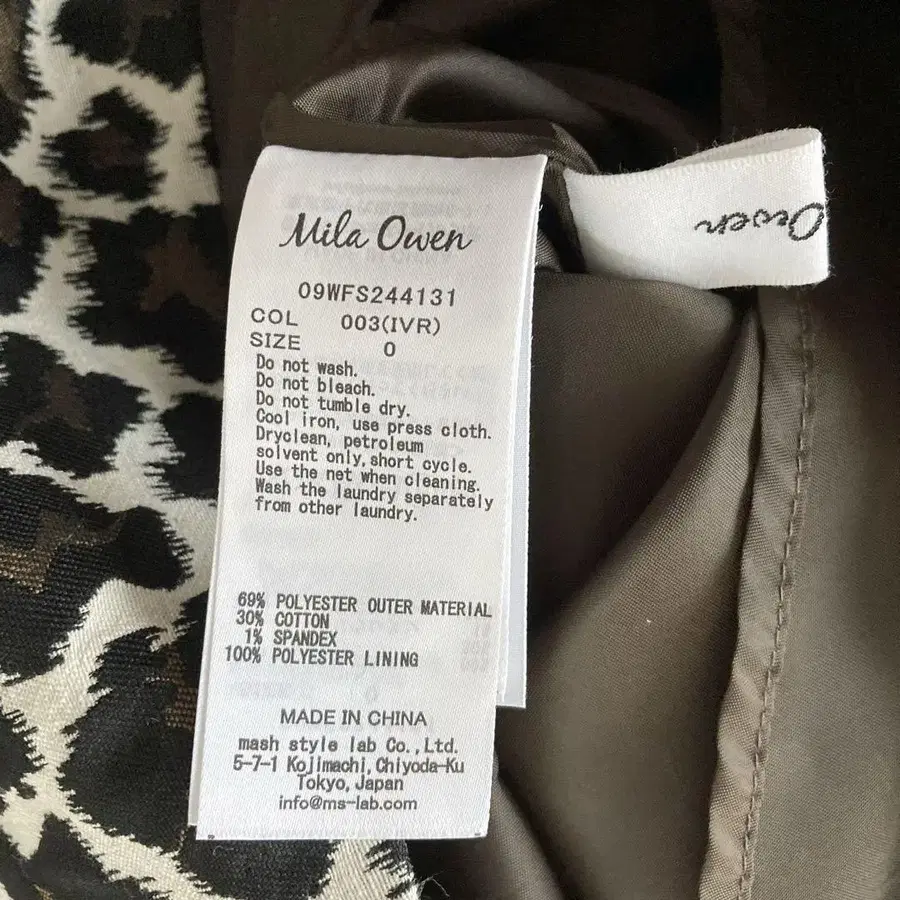 Mila Owen
09WFS244131
COL 003(IVR)
SIZE 0
Do not wash.
Do not bleach.
Do not tumble dry.
Cool iron, use press cloth.
Dryclean, petroleum
solvent only, short cycle.
Use the net when cleaning.
Wash the laundry separately
from other laundry.
69% POLYESTER OUTER MATERIAL
30% COTTON
1% SPANDEX
100% POLYESTER LINING
MADE IN CHINA
mash style lab Co., Ltd.
5-7-1 Kojimachi, Chiyoda-Ku
Tokyo, Japan
info@ms-lab.com
Owen